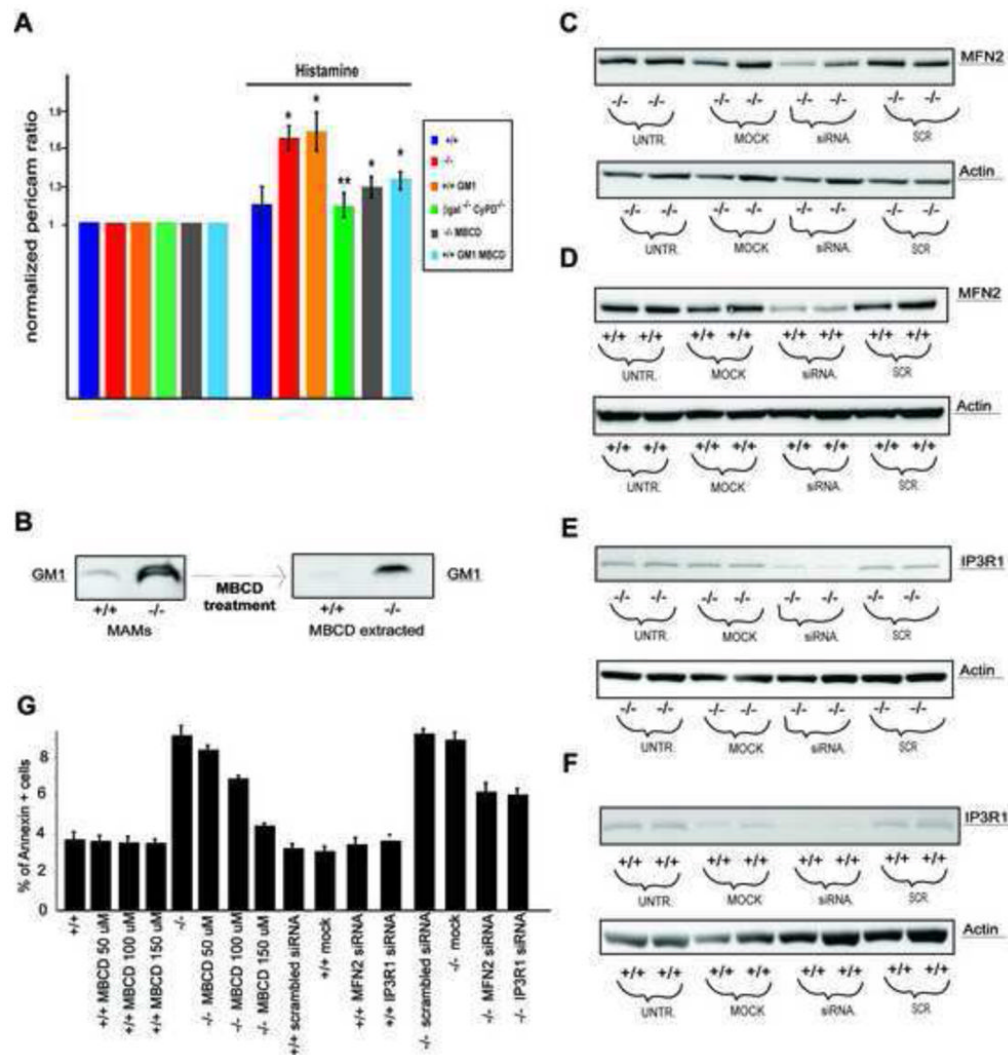 A
Histamine
normalized pericam ratio
1.9
1.6
1.3
1
+/+
-/-
+/+ GM1
βgal -/- CyPD-/-
-/- MBCD
+/+ GM1 MBCD
* * ** * *
B
GM1
+/+ -/-
MAMs
MBCD
treatment
GM1
+/+ -/-
MBCD extracted
G
% of Annexin + cells
8
6
4
2
0
+/+
+/+ MBCD 50 uM
+/+ MBCD 100 uM
+/+ MBCD 150 uM
-/-
-/- MBCD 50 uM
-/- MBCD 100 uM
-/- MBCD 150 uM
+/+ scrambled siRNA
+/+ mock
+/+ MFN2 siRNA
+/+ IP3R1 siRNA
-/- scrambled siRNA
-/- mock
-/- MFN2 siRNA
-/- IP3R1 siRNA
C
MFN2
-/- -/- -/- -/- -/- -/- -/- -/-
UNTR. MOCK siRNA. SCR
Actin
-/- -/- -/- -/- -/- -/- -/- -/-
UNTR. MOCK siRNA. SCR
D
MFN2
+/+ +/+ +/+ +/+ +/+ +/+ +/+ +/+
UNTR. MOCK siRNA. SCR
Actin
+/+ +/+ +/+ +/+ +/+ +/+ +/+ +/+
UNTR. MOCK siRNA. SCR
E
IP3R1
-/- -/- -/- -/- -/- -/- -/- -/-
UNTR. MOCK siRNA. SCR
Actin
-/- -/- -/- -/- -/- -/- -/- -/-
UNTR. MOCK siRNA. SCR
F
IP3R1
+/+ +/+ +/+ +/+ +/+ +/+ +/+ +/+
UNTR. MOCK siRNA. SCR
Actin
+/+ +/+ +/+ +/+ +/+ +/+ +/+ +/+
UNTR. MOCK siRNA. SCR